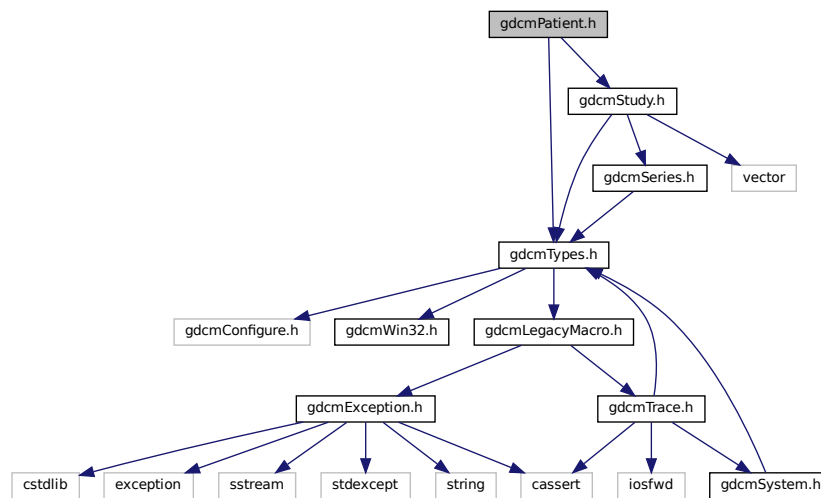 gdcmPatient.h
gdcmStudy.h
gdcmSeries.h
vector
gdcmTypes.h
gdcmConfigure.h
gdcmWin32.h
gdcmLegacyMacro.h
gdcmException.h
gdcmTrace.h
cstdlib
exception
sstream
stdexcept
string
cassert
iosfwd
gdcmSystem.h